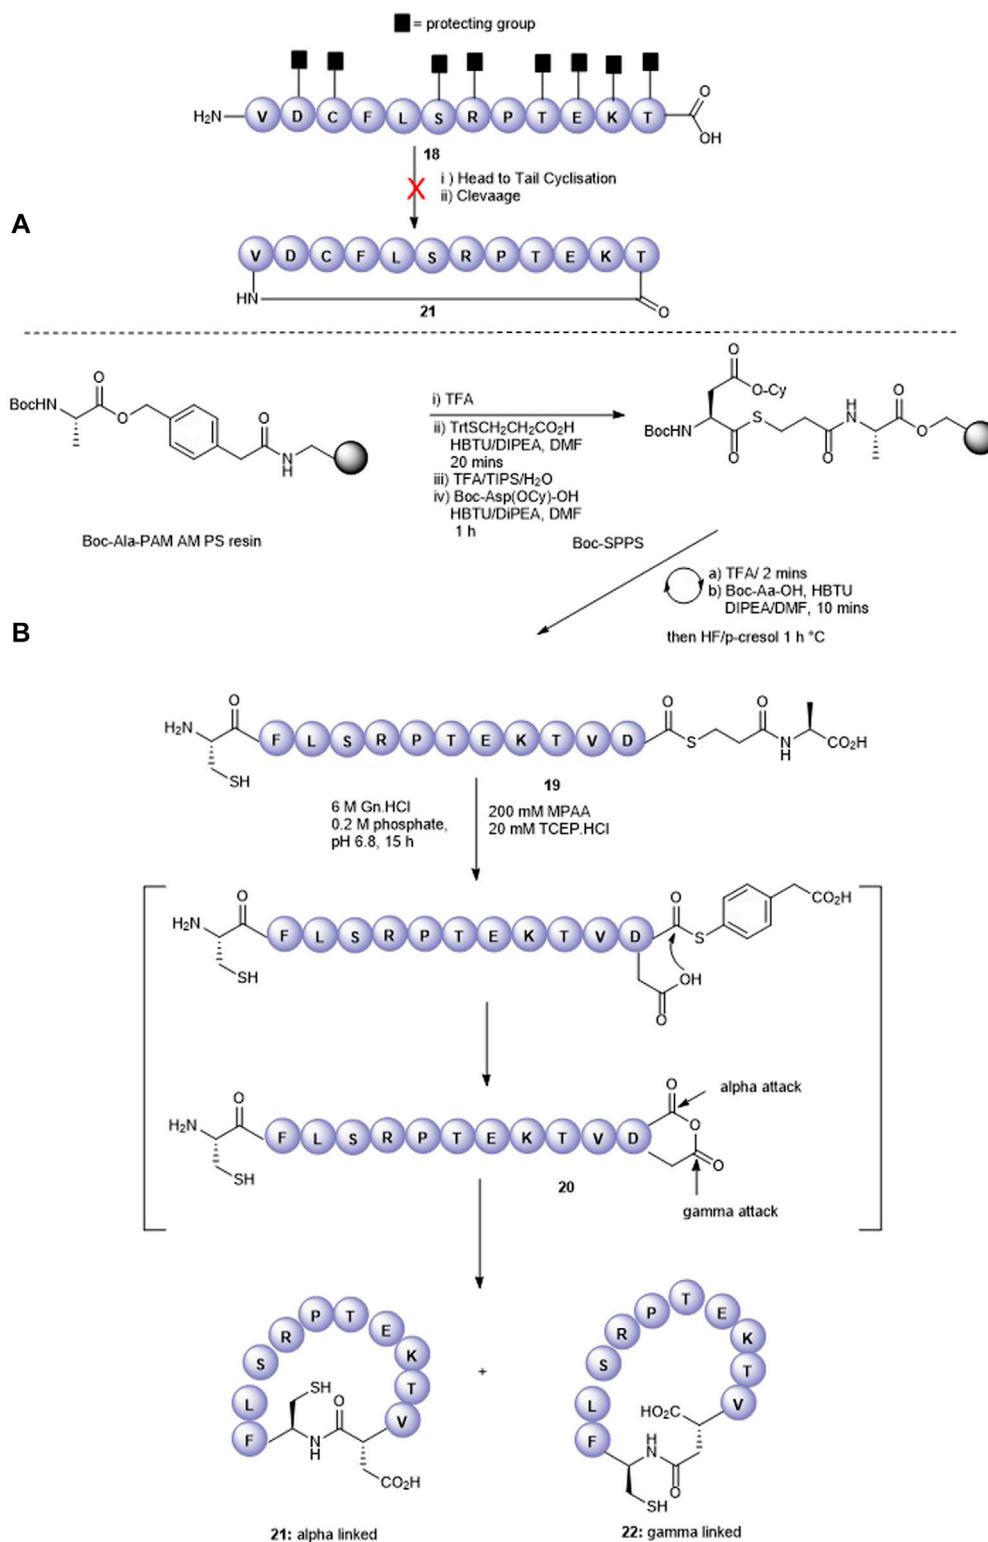 = protecting group
H₂N V D C F L S R P T E K T O OH
18
i ) Head to Tail Cyclisation
ii) Clevaage
A
V D C F L S R P T E K T
HN 21 O
BocHN O O O N H
Boc-Ala-PAM AM PS resin
i) TFA
ii) TrtSCH₂CH₂CO₂H
HBTU/DIPEA, DMF
20 mins
iii) TFA/TIPS/H₂O
iv) Boc-Asp(OCy)-OH
HBTU/DiPEA, DMF
1 h
O O-Cy
BocHN O S O H N O O
Boc-SPPS
a) TFA/ 2 mins
b) Boc-Aa-OH, HBTU
DIPEA/DMF, 10 mins
then HF/p-cresol 1 h °C
B
H₂N O SH F L S R P T E K T V D O S O N H CO₂H
19
6 M Gn.HCl
0.2 M phosphate,
pH 6.8, 15 h
200 mM MPAA
20 mM TCEP.HCl
H₂N O SH F L S R P T E K T V D O S CO₂H
OH
O
H₂N O SH F L S R P T E K T V D O O O
alpha attack
20
gamma attack
F L S R P T E K T V
SH O N H CO₂H
+
F L S R P T E K T V
HO₂C H N O SH
21: alpha linked
22: gamma linked